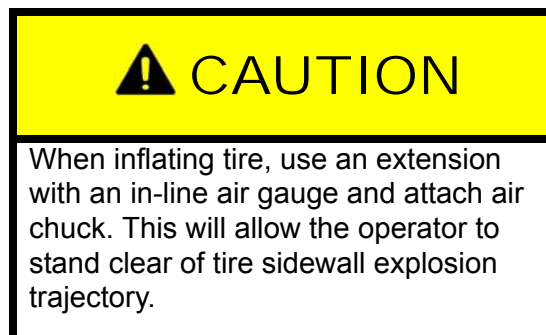 CAUTION
When inflating tire, use an extension
with an in-line air gauge and attach air
chuck. This will allow the operator to
stand clear of tire sidewall explosion
trajectory.